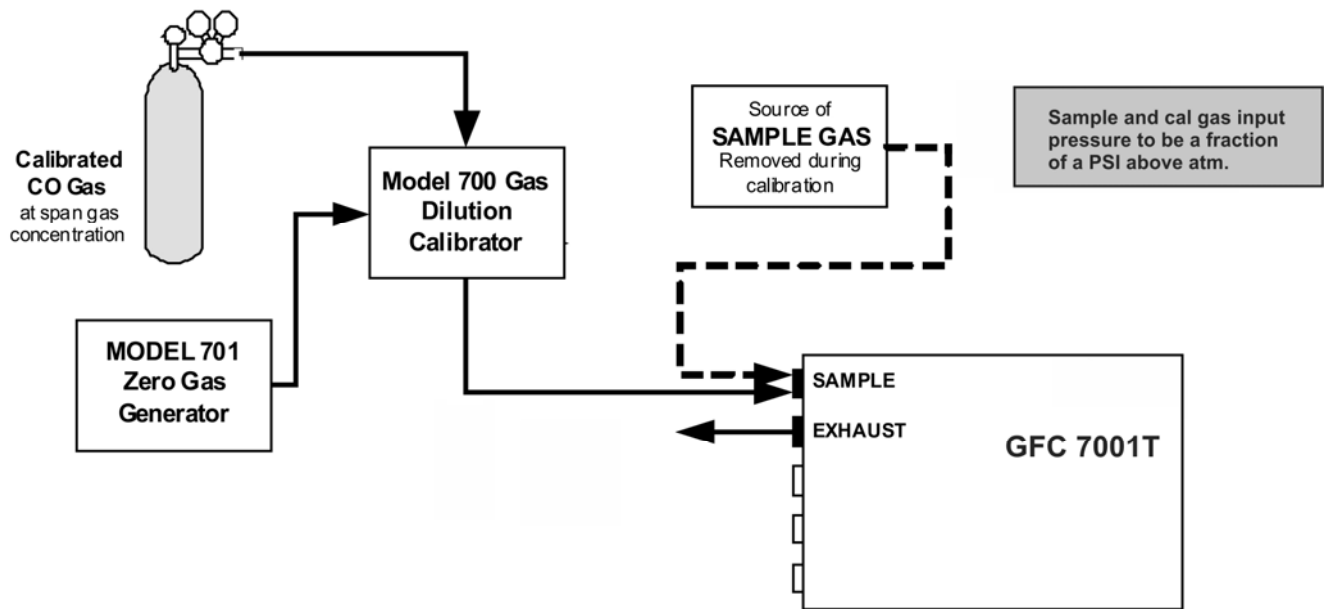 Calibrated
CO Gas
at span gas
concentration
Model 700 Gas
Dilution
Calibrator
MODEL 701
Zero Gas
Generator
Source of
SAMPLE GAS
Removed during
calibration
Sample and cal gas input
pressure to be a fraction
of a PSI above atm.
SAMPLE
EXHAUST
GFC 7001T